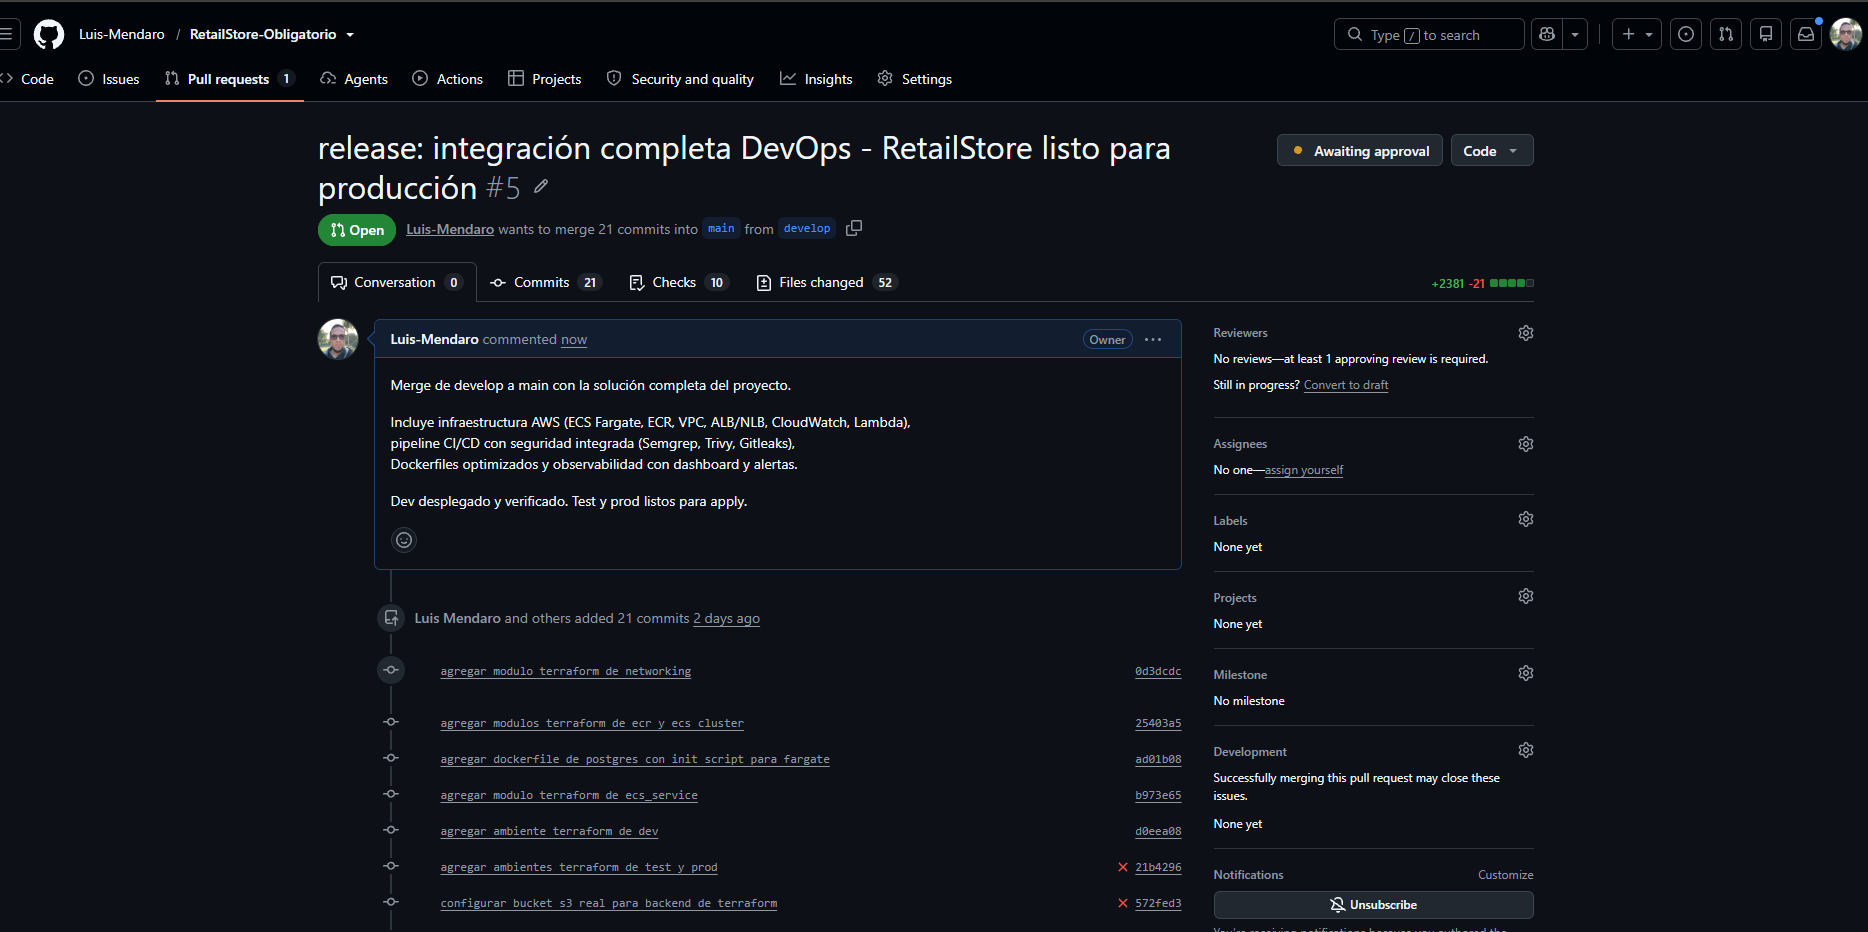 Luis-Mendaro / RetailStore-Obligatorio
Type / to search
Code
Issues
Pull requests 1
Agents
Actions
Projects
Security and quality
Insights
Settings
release: integración completa DevOps - RetailStore listo para
producción #5
Awaiting approval
Code
Open
Luis-Mendaro wants to merge 21 commits into main from develop
Conversation 0
Commits 21
Checks 10
Files changed 52
+2381 -21
Luis-Mendaro commented now
Owner
Merge de develop a main con la solución completa del proyecto.
Incluye infraestructura AWS (ECS Fargate, ECR, VPC, ALB/NLB, CloudWatch, Lambda),
pipeline CI/CD con seguridad integrada (Semgrep, Trivy, Gitleaks),
Dockerfiles optimizados y observabilidad con dashboard y alertas.
Dev desplegado y verificado. Test y prod listos para apply.
Luis Mendaro and others added 21 commits 2 days ago
agregar modulo terraform de networking 0d3dcdc
agregar modulos terraform de ecr y ecs cluster 25403a5
agregar dockerfile de postgres con init script para fargate ad01b08
agregar modulo terraform de ecs_service b973e65
agregar ambiente terraform de dev d0eea08
agregar ambientes terraform de test y prod 21b4296
configurar bucket s3 real para backend de terraform 572fed3
Reviewers
No reviews—at least 1 approving review is required.
Still in progress? Convert to draft
Assignees
No one—assign yourself
Labels
None yet
Projects
None yet
Milestone
No milestone
Development
Successfully merging this pull request may close these
issues.
None yet
Notifications
Customize
Unsubscribe
You're receiving notifications because you authored the